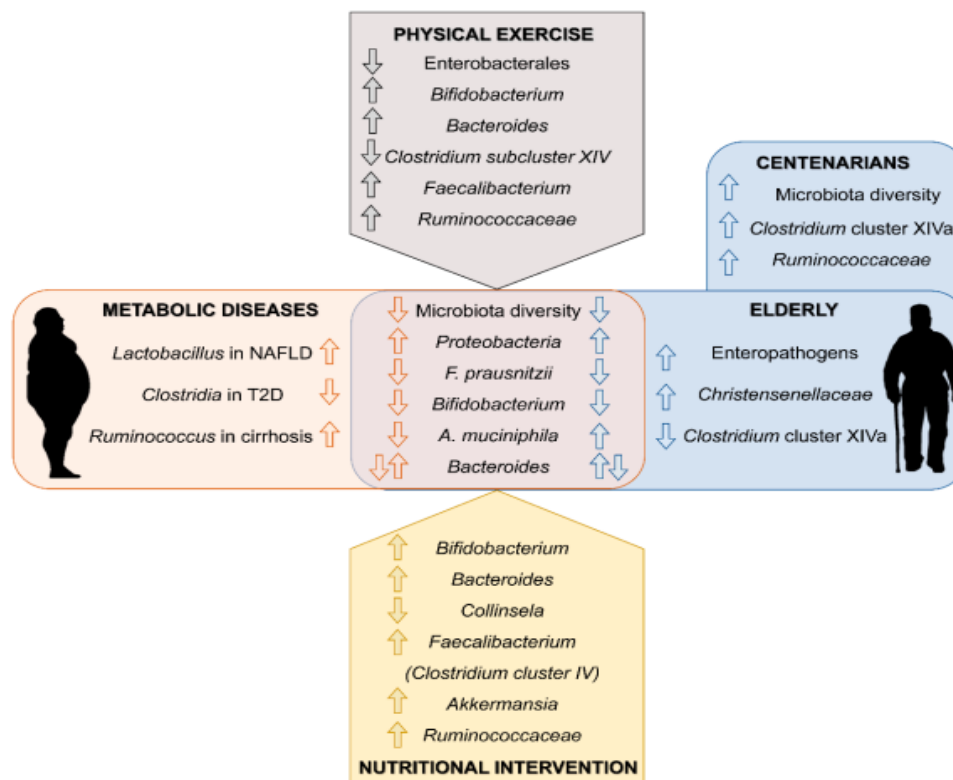 PHYSICAL EXERCISE
Enterobacterales
Bifidobacterium
Bacteroides
Clostridium subcluster XIV
Faecalibacterium
Ruminococcaceae
CENTENARIANS
Microbiota diversity
Clostridium cluster XIVa
Ruminococcaceae
METABOLIC DISEASES
Lactobacillus in NAFLD
Clostridia in T2D
Ruminococcus in cirrhosis
Microbiota diversity
Proteobacteria
F. prausnitzii
Bifidobacterium
A. muciniphila
Bacteroides
ELDERLY
Enteropathogens
Christensenellaceae
Clostridium cluster XIVa
Bifidobacterium
Bacteroides
Collinsela
Faecalibacterium
(Clostridium cluster IV)
Akkermansia
Ruminococcaceae
NUTRITIONAL INTERVENTION